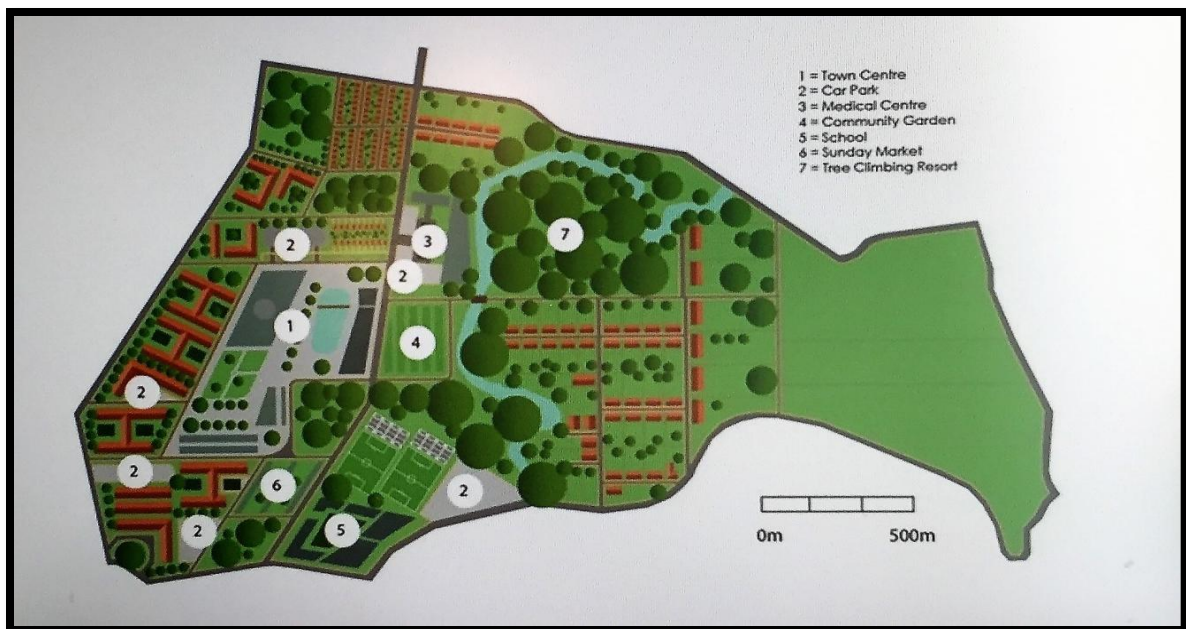 1 = Town Centre
2 = Car Park
3 = Medical Centre
4 = Community Garden
5 = School
6 = Sunday Market
7 = Tree Climbing Resort
7
3
2
2
1
4
2
2
6
2
5
2
0m 500m